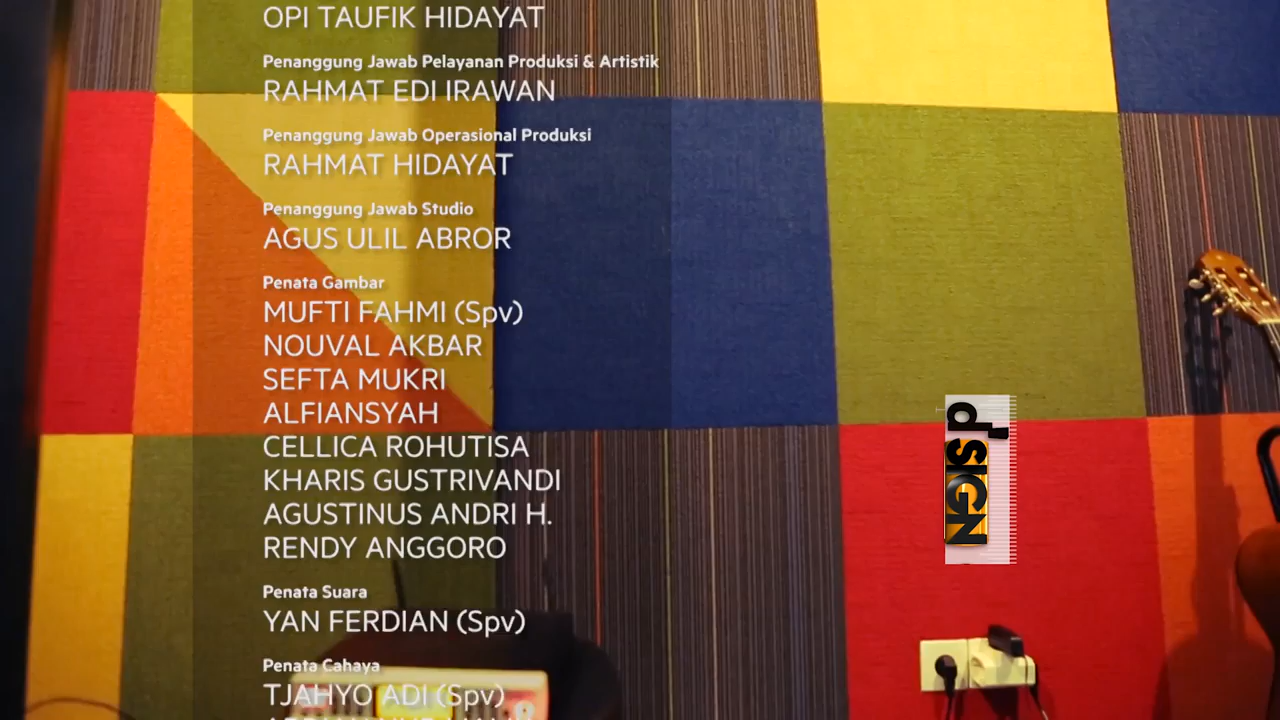 OPI TAUFIK HIDAYAT
Penanggung Jawab Pelayanan Produksi & Artistik
RAHMAT EDI IRAWAN
Penanggung Jawab Operasional Produksi
RAHMAT HIDAYAT
Penanggung Jawab Studio
AGUS ULIL ABROR
Penata Gambar
MUFTI FAHMI (Spv)
NOUVAL AKBAR
SEFTA MUKRI
ALFIANSYAH
CELLICA ROHUTISA
KHARIS GUSTRIVANDI
AGUSTINUS ANDRI H.
RENDY ANGGORO
Penata Suara
YAN FERDIAN (Spv)
Penata Cahaya
TJAHYO ADI (Spv)
d'SIGN